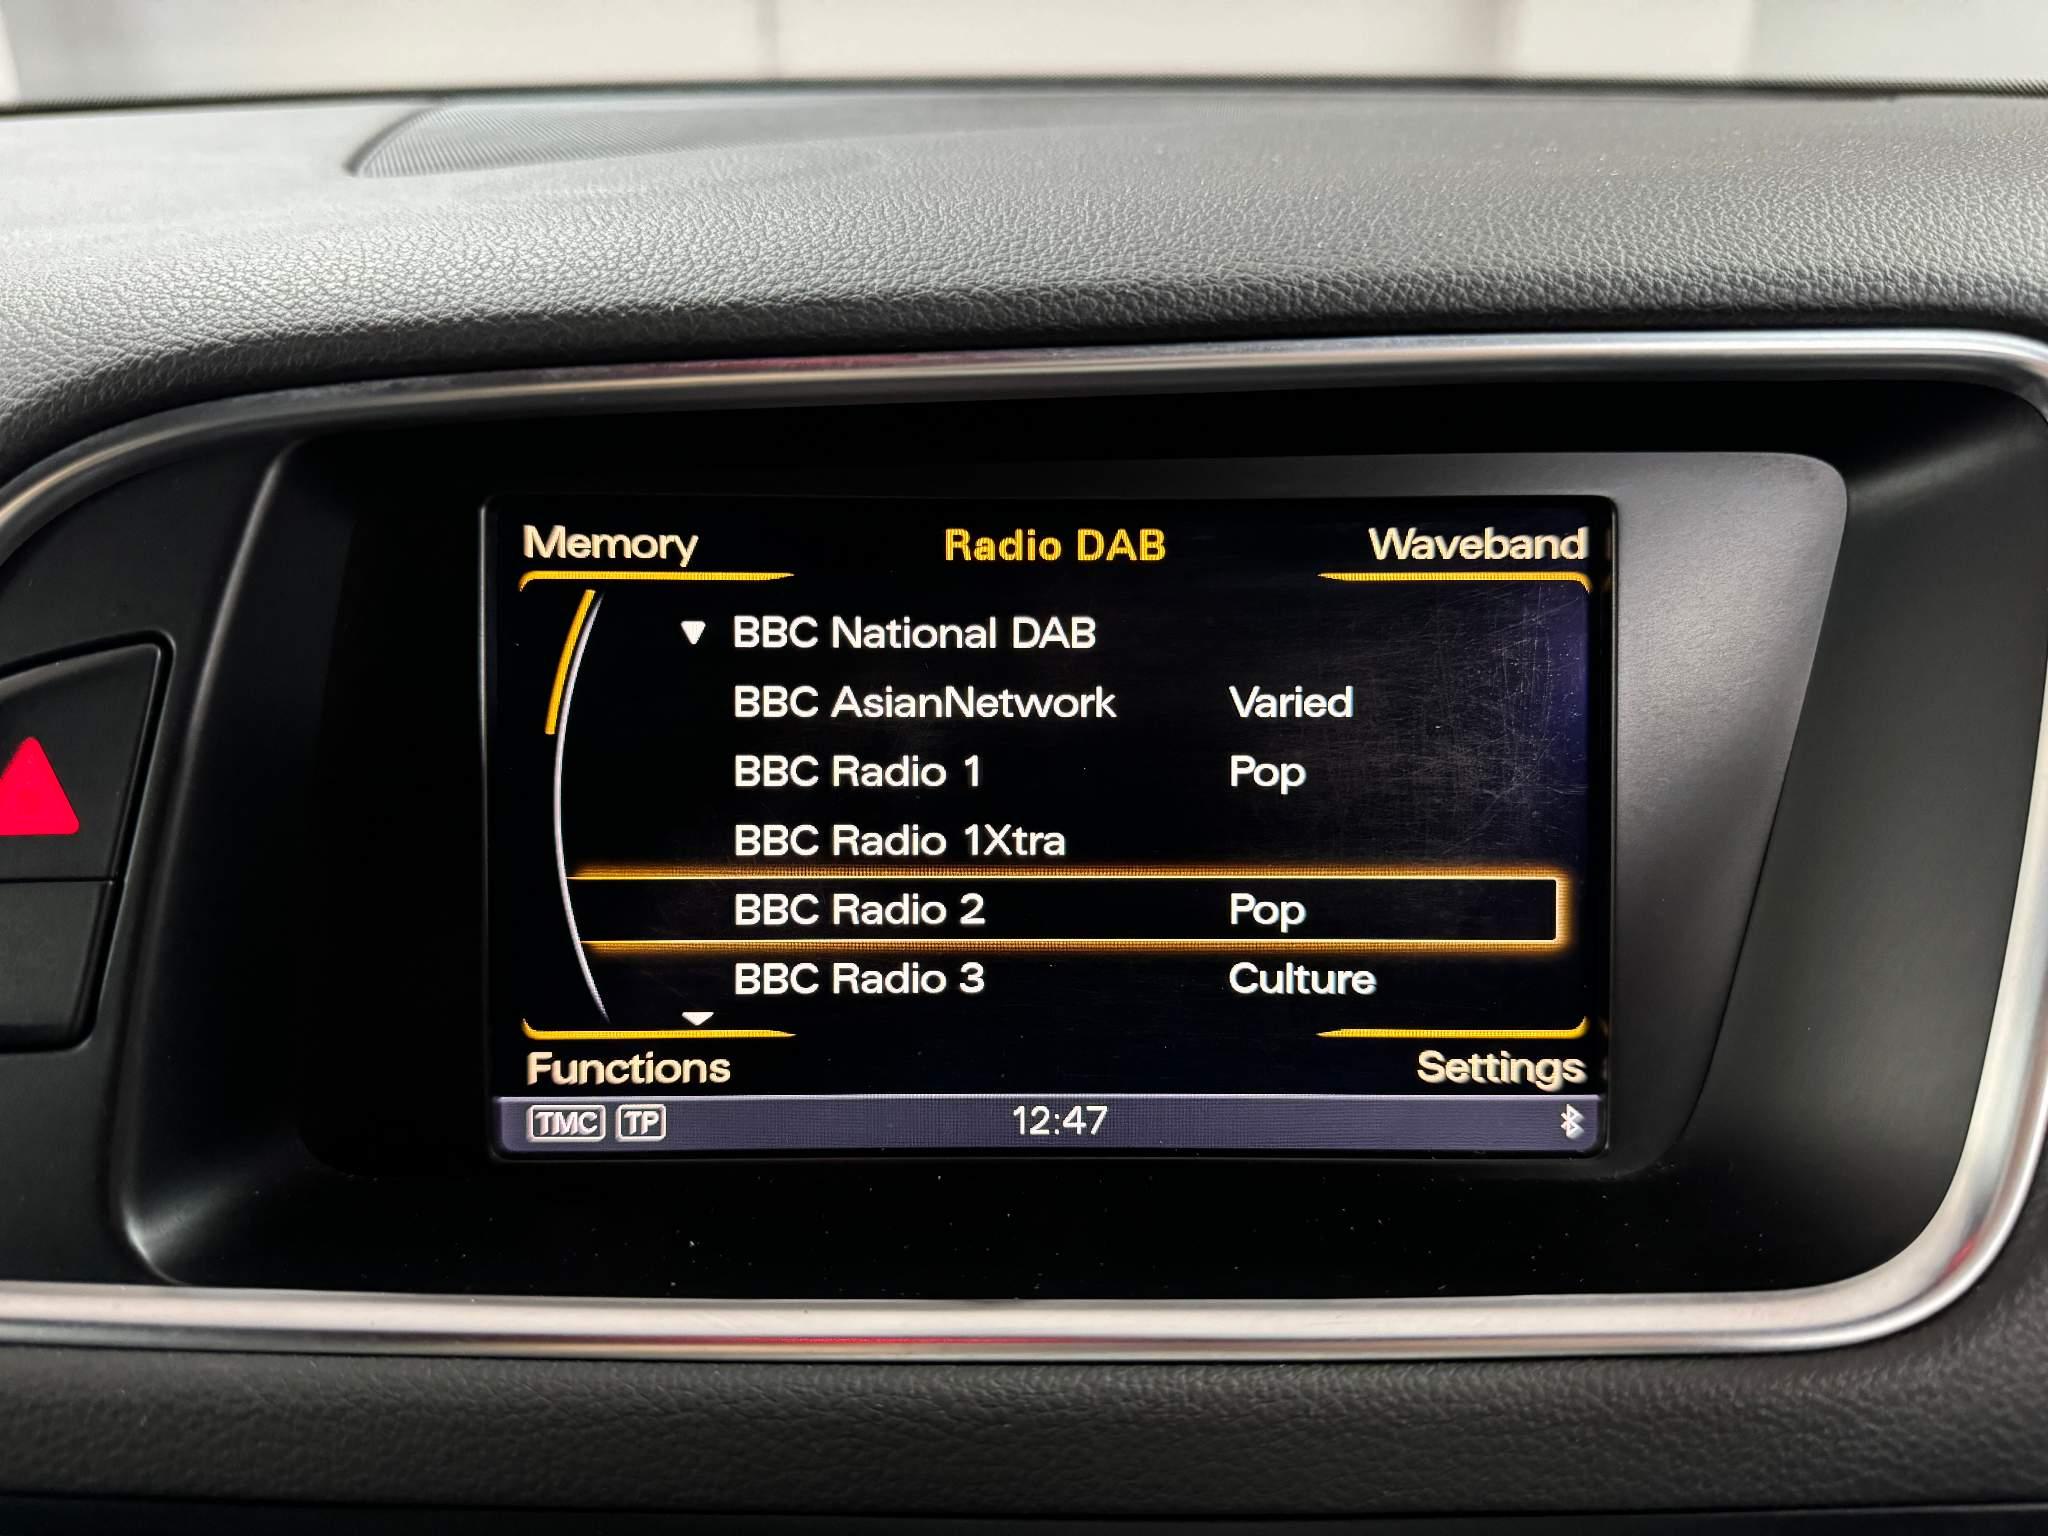 Memory Radio DAB Waveband
BBC National DAB
BBC AsianNetwork Varied
BBC Radio 1 Pop
BBC Radio 1Xtra
BBC Radio 2 Pop
BBC Radio 3 Culture
Functions Settings
TMC TP 12:47